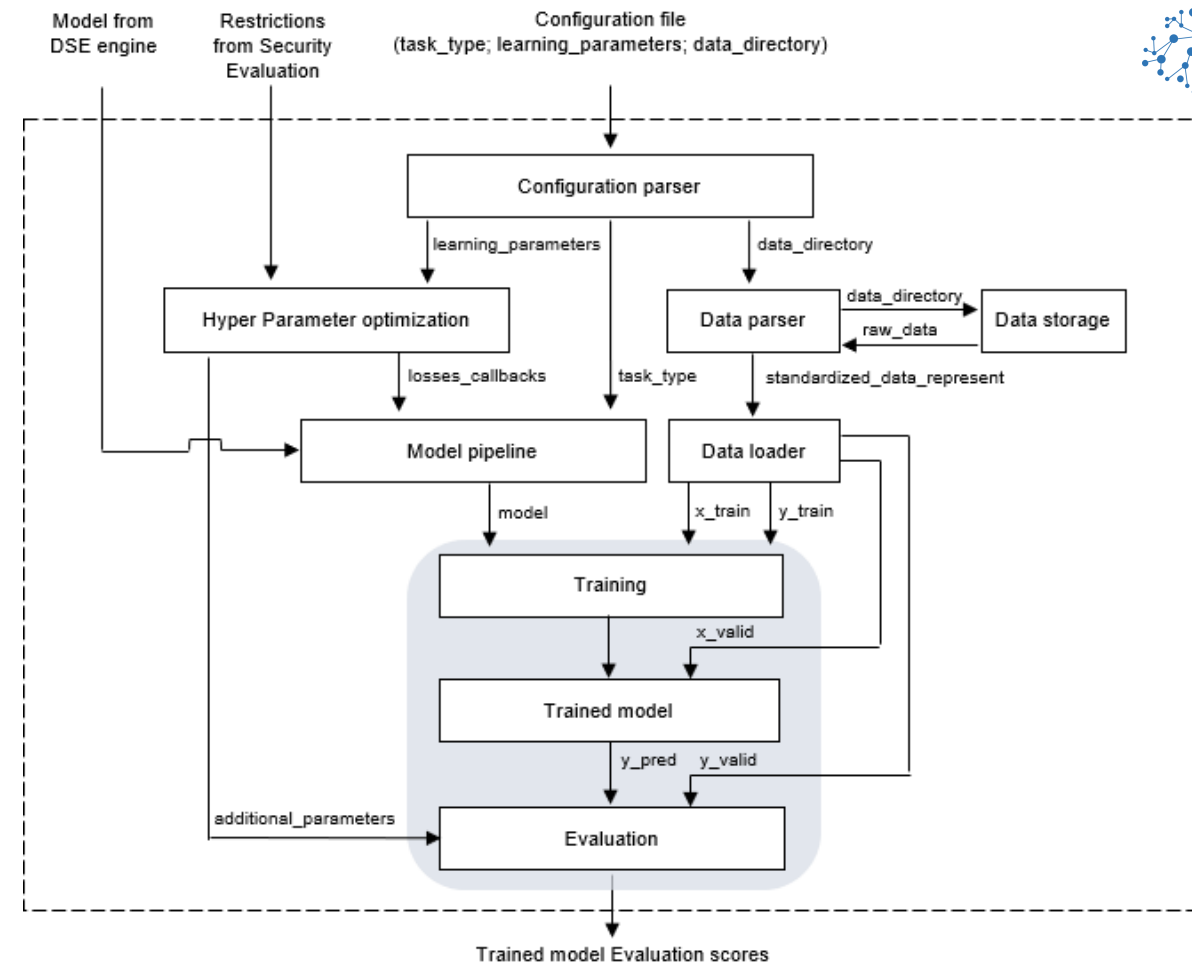 Model from
DSE engine
Restrictions
from Security
Evaluation
Configuration file
(task_type; learning_parameters; data_directory)
Configuration parser
learning_parameters
data_directory
Hyper Parameter optimization
Data parser
data_directory
raw_data
Data storage
losses_callbacks
task_type
standardized_data_represent
Model pipeline
Data loader
model
x_train
y_train
Training
x_valid
Trained model
y_pred
y_valid
additional_parameters
Evaluation
Trained model Evaluation scores